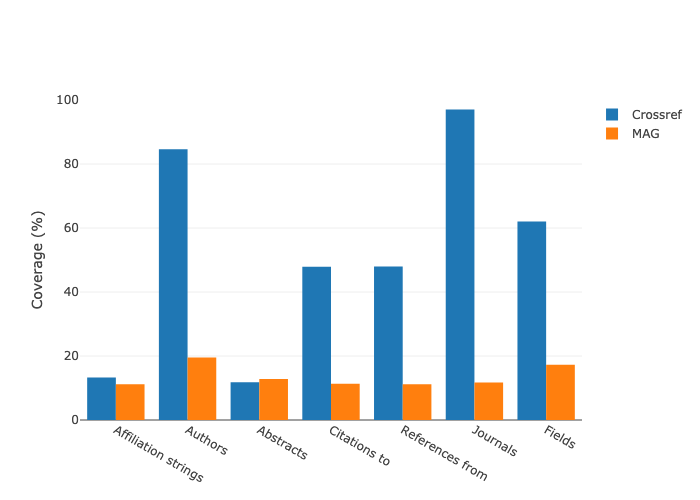 100
80
60
40
20
0
Coverage (%)
Affiliation strings
Authors
Abstracts
Citations to
References from
Journals
Fields
Crossref
MAG